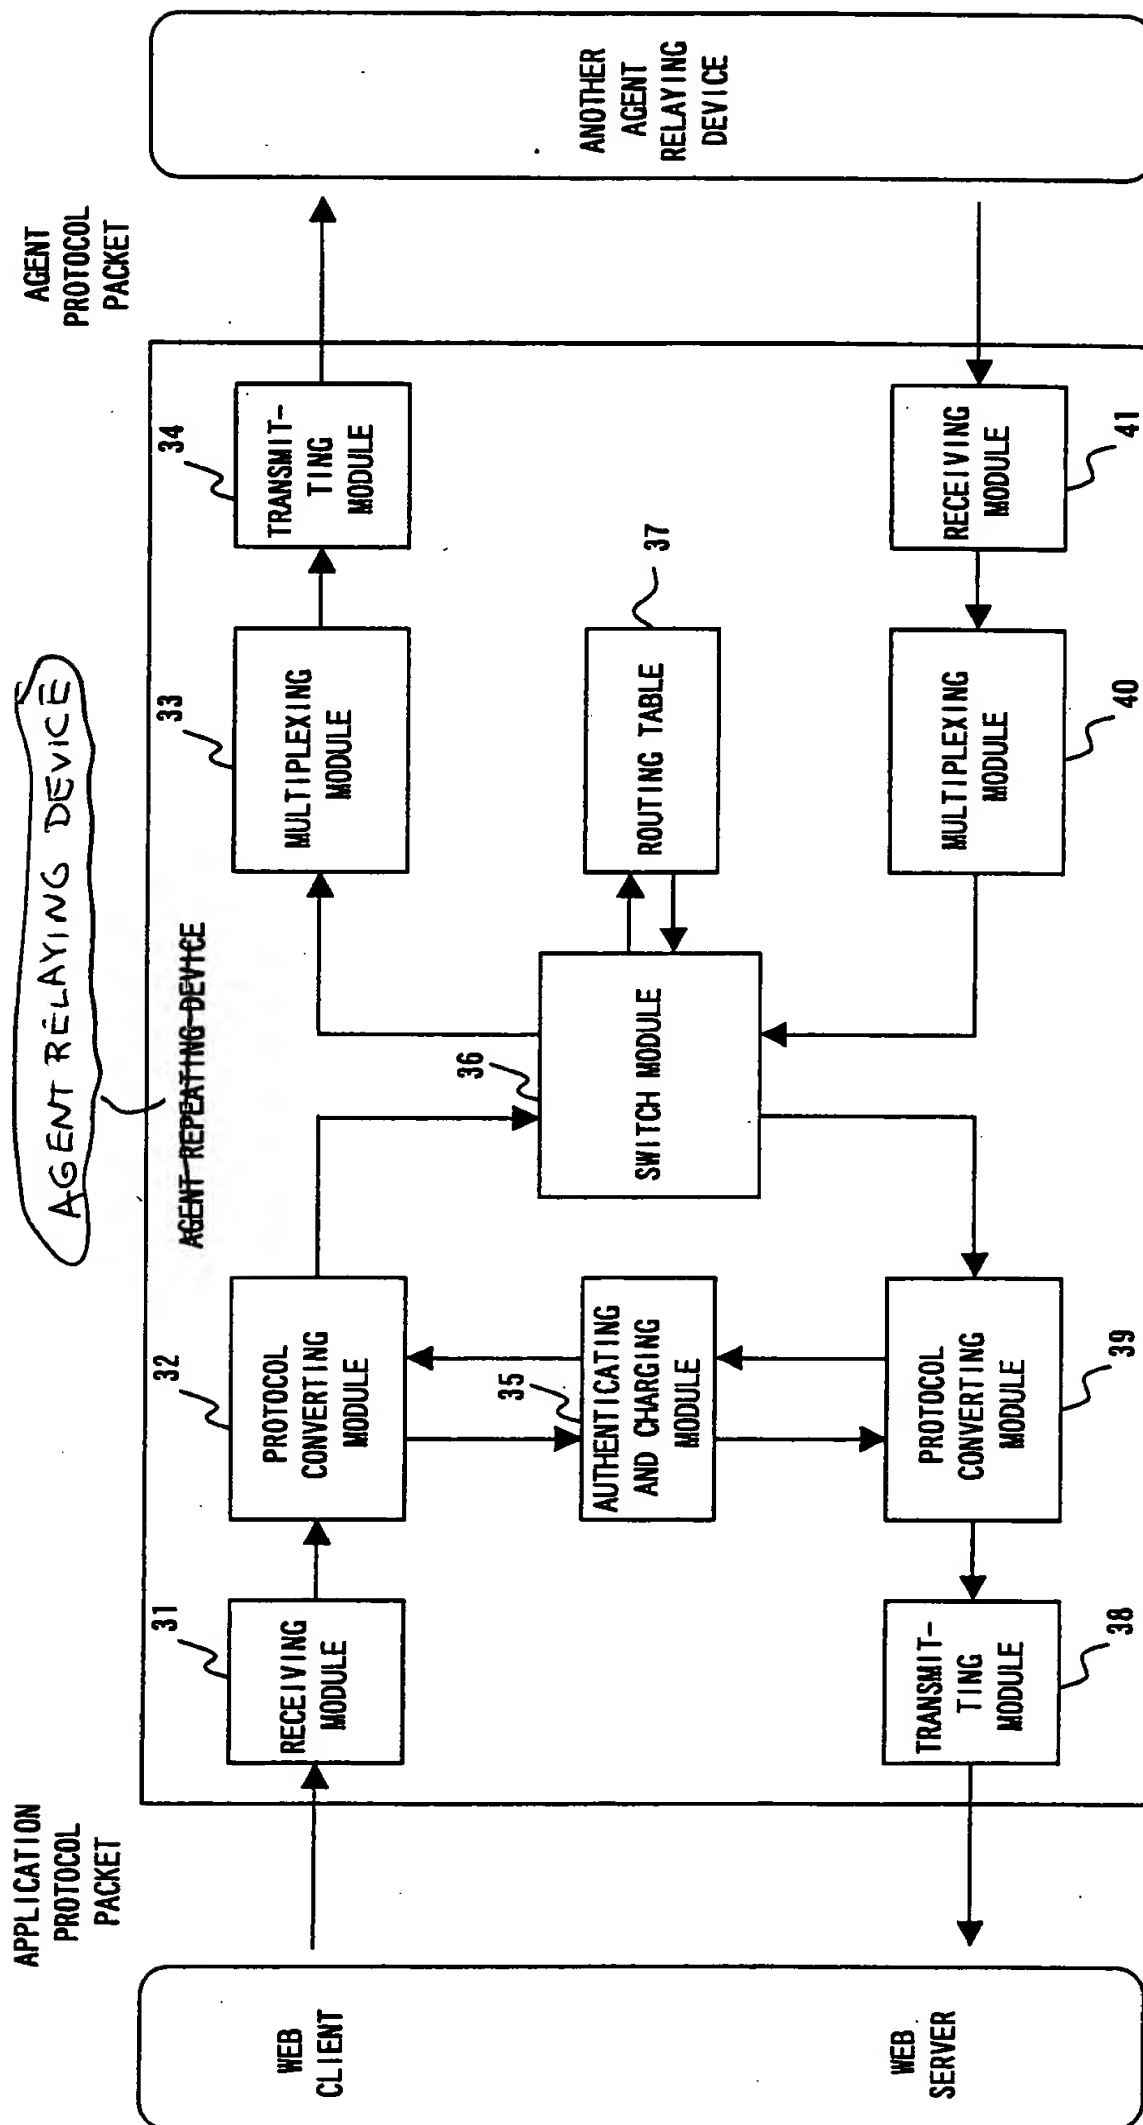 AGENT RELAYING DEVICE
APPLICATION
PROTOCOL
PACKET
AGENT
PROTOCOL
PACKET
AGENT REPEATING DEVICE
WEB
CLIENT
31
RECEIVING
MODULE
32
PROTOCOL
CONVERTING
MODULE
33
MULTIPLEXING
MODULE
34
TRANSMIT-
TING
MODULE
35
AUTHENTICATING
AND CHARGING
MODULE
36
SWITCH MODULE
ROUTING TABLE
37
ANOTHER
AGENT
RELAYING
DEVICE
WEB
SERVER
TRANSMIT-
TING
MODULE
38
PROTOCOL
CONVERTING
MODULE
39
MULTIPLEXING
MODULE
40
RECEIVING
MODULE
41